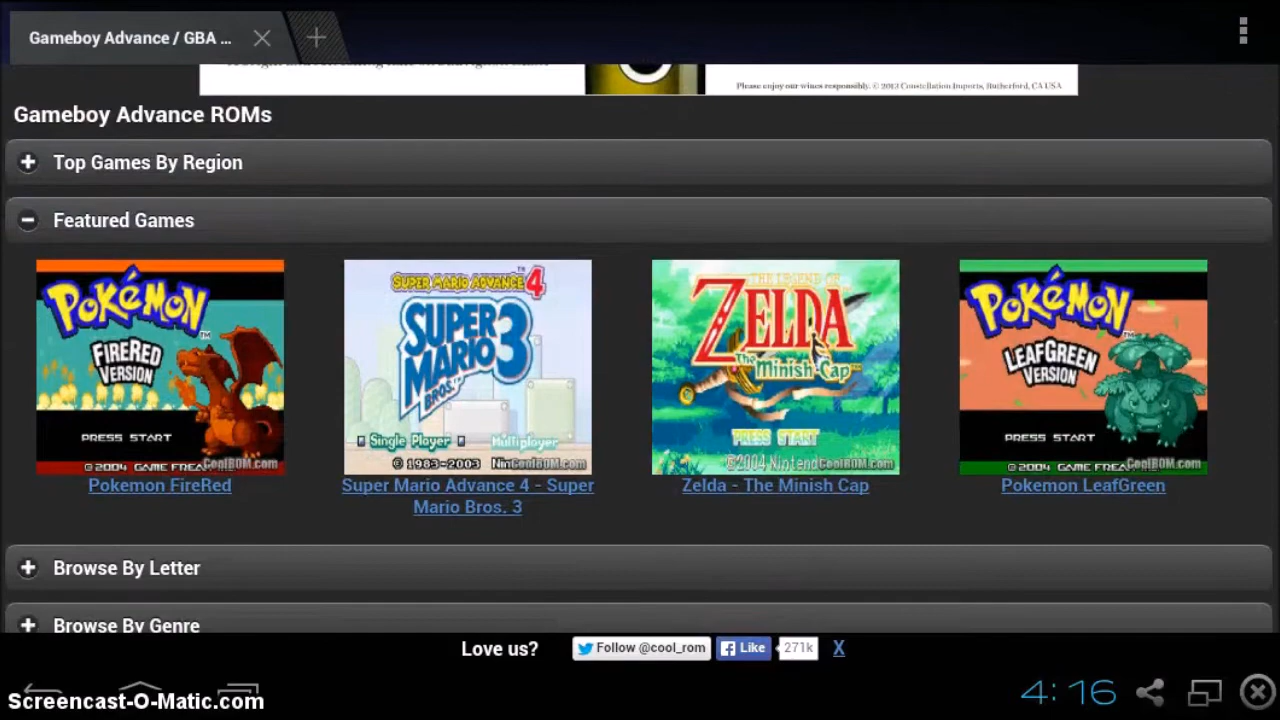 Gameboy Advance / GBA ...
Please enjoy our wines responsibly. © 2013 Constellation Imports, Rutherford, CA USA
Gameboy Advance ROMs
Top Games By Region
Featured Games
POKéMON
FIRERED
VERSION
PRESS START
© 2004 GAME FREA
CoolROM.com
Pokemon FireRed
SUPER MARIO ADVANCE 4
SUPER
MARIO
BROS.
3
Single Player
Multiplayer
© 1983-2003 Nin
CoolROM.com
Super Mario Advance 4 - Super
Mario Bros. 3
THE LEGEND OF
ZELDA
The Minish Cap
PRESS START
©2004 Nintend
CoolROM.com
Zelda - The Minish Cap
POKéMON
LEAFGREEN
VERSION
PRESS START
© 2004 GAME FREA
CoolROM.com
Pokemon LeafGreen
Browse By Letter
Browse By Genre
Love us?
Follow @cool_rom
Like
271k
X
4:16
Screencast-O-Matic.com